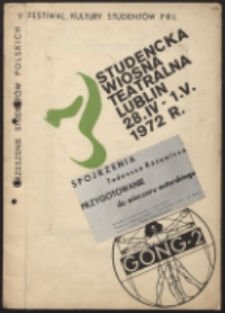 V FESTIWAL KULTURY STUDENTÓW PRL
ZRZESZENIE STUDENTÓW POLSKICH
STUDENCKA
WIOSNA
TEATRALNA
LUBLIN
28.IV - 1.V.
1972 R.
SPOJRZENIA
Tadeusza Różewicza
PRZYGOTOWANIE
do wieczoru autorskiego
GONG-2